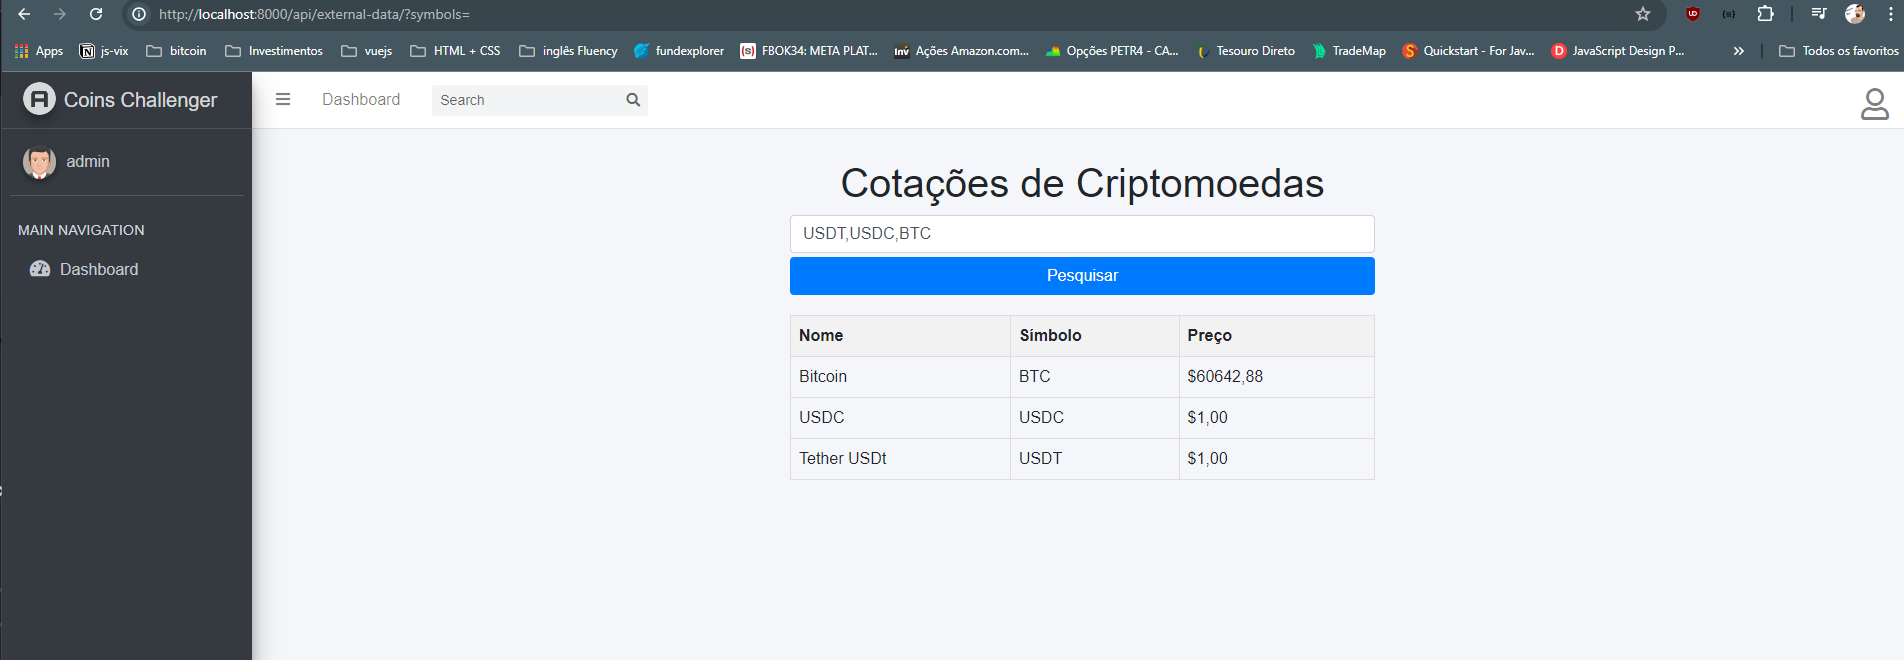 http://localhost:8000/api/external-data/?symbols=
Apps js-vix bitcoin Investimentos vuejs HTML + CSS inglês Fluency fundexplorer FBOK34: META PLAT... Ações Amazon.com... Opções PETR4 - CA... Tesouro Direto TradeMap Quickstart - For Jav... JavaScript Design P... » Todos os favoritos
Coins Challenger
Dashboard
Search
admin
MAIN NAVIGATION
Dashboard
Cotações de Criptomoedas
USDT,USDC,BTC
Pesquisar
Nome Símbolo Preço
Bitcoin BTC $60642,88
USDC USDC $1,00
Tether USDt USDT $1,00